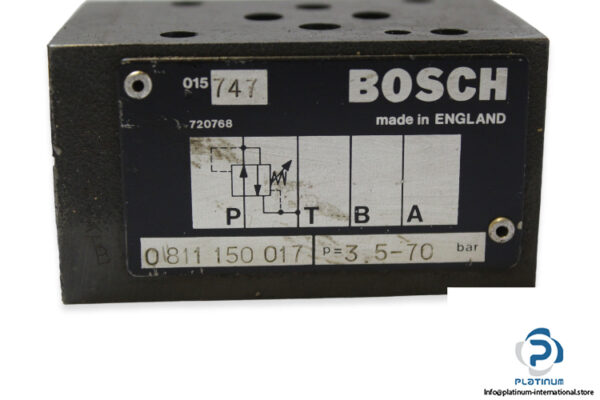 015 747 BOSCH
720768 made in ENGLAND
P T B A
0 811 150 017 p= 3.5-70 bar
B
PLATINUM
Info@platinum-international.store